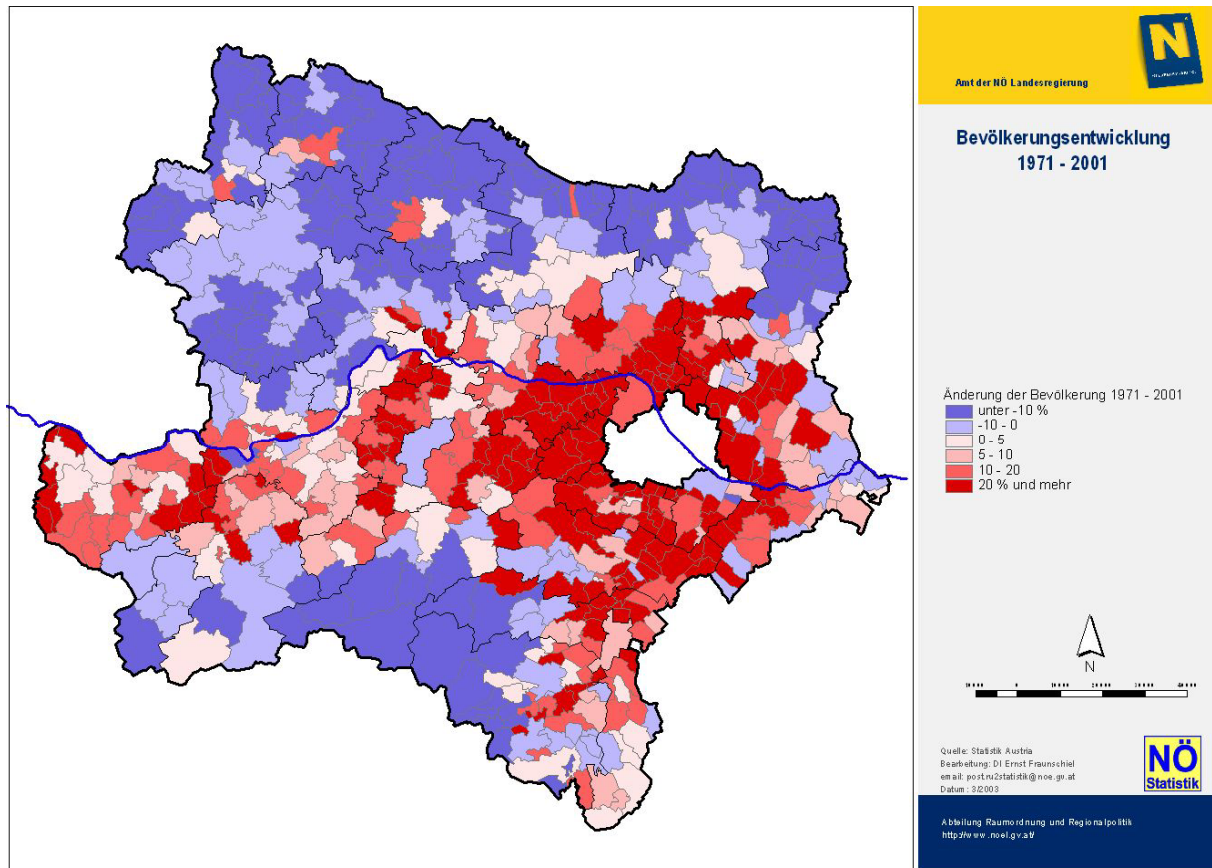 N
Amt der NÖ Landesregierung
Bevölkerungsentwicklung
1971 - 2001
Änderung der Bevölkerung 1971 - 2001
unter -10 %
-10 - 0
0 - 5
5 - 10
10 - 20
20 % und mehr
N
Quelle: Statistik Austria
Bearbeitung: DI Ernst Fraunschiel
email: post.ru2statistik@noe.gv.at
Datum : 3/2003
NÖ
Statistik
Abteilung Raumordnung und Regionalpolitik
http://www.noel.gv.at/